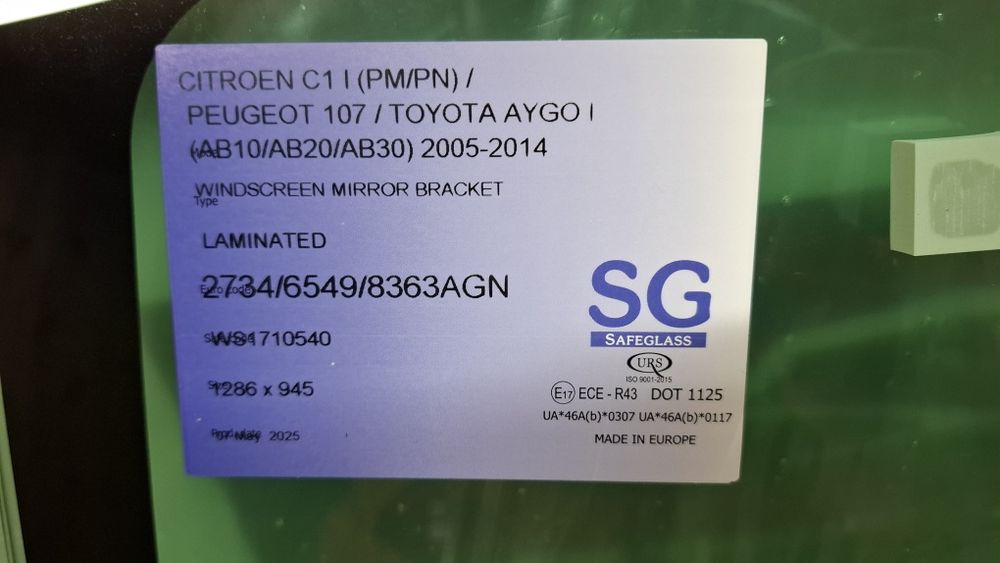 CITROEN C1 I (PM/PN) /
PEUGEOT 107 / TOYOTA AYGO I
(AB10/AB20/AB30) 2005-2014
WINDSCREEN MIRROR BRACKET
Type
LAMINATED
2734/6549/8363AGN
WS1710540
1286 x 945
07 May 2025
SG
SAFEGLASS
URS
ISO 9001-2015
E17 ECE - R43 DOT 1125
UA*46A(b)*0307 UA*46A(b)*0117
MADE IN EUROPE